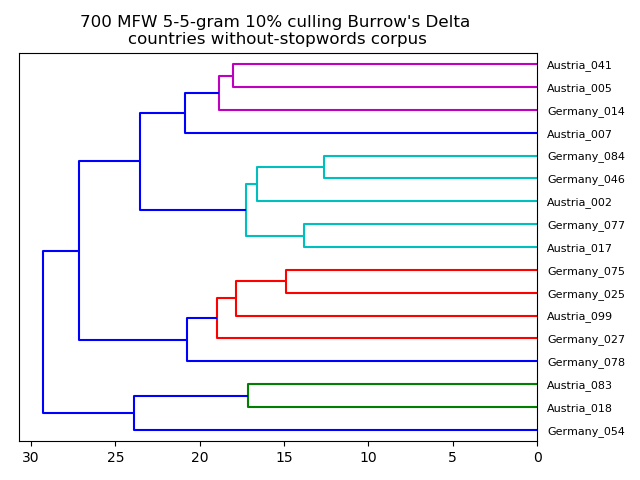 700 MFW 5-5-gram 10% culling Burrow's Delta
countries without-stopwords corpus
Austria_041
Austria_005
Germany_014
Austria_007
Germany_084
Germany_046
Austria_002
Germany_077
Austria_017
Germany_075
Germany_025
Austria_099
Germany_027
Germany_078
Austria_083
Austria_018
Germany_054
30 25 20 15 10 5 0